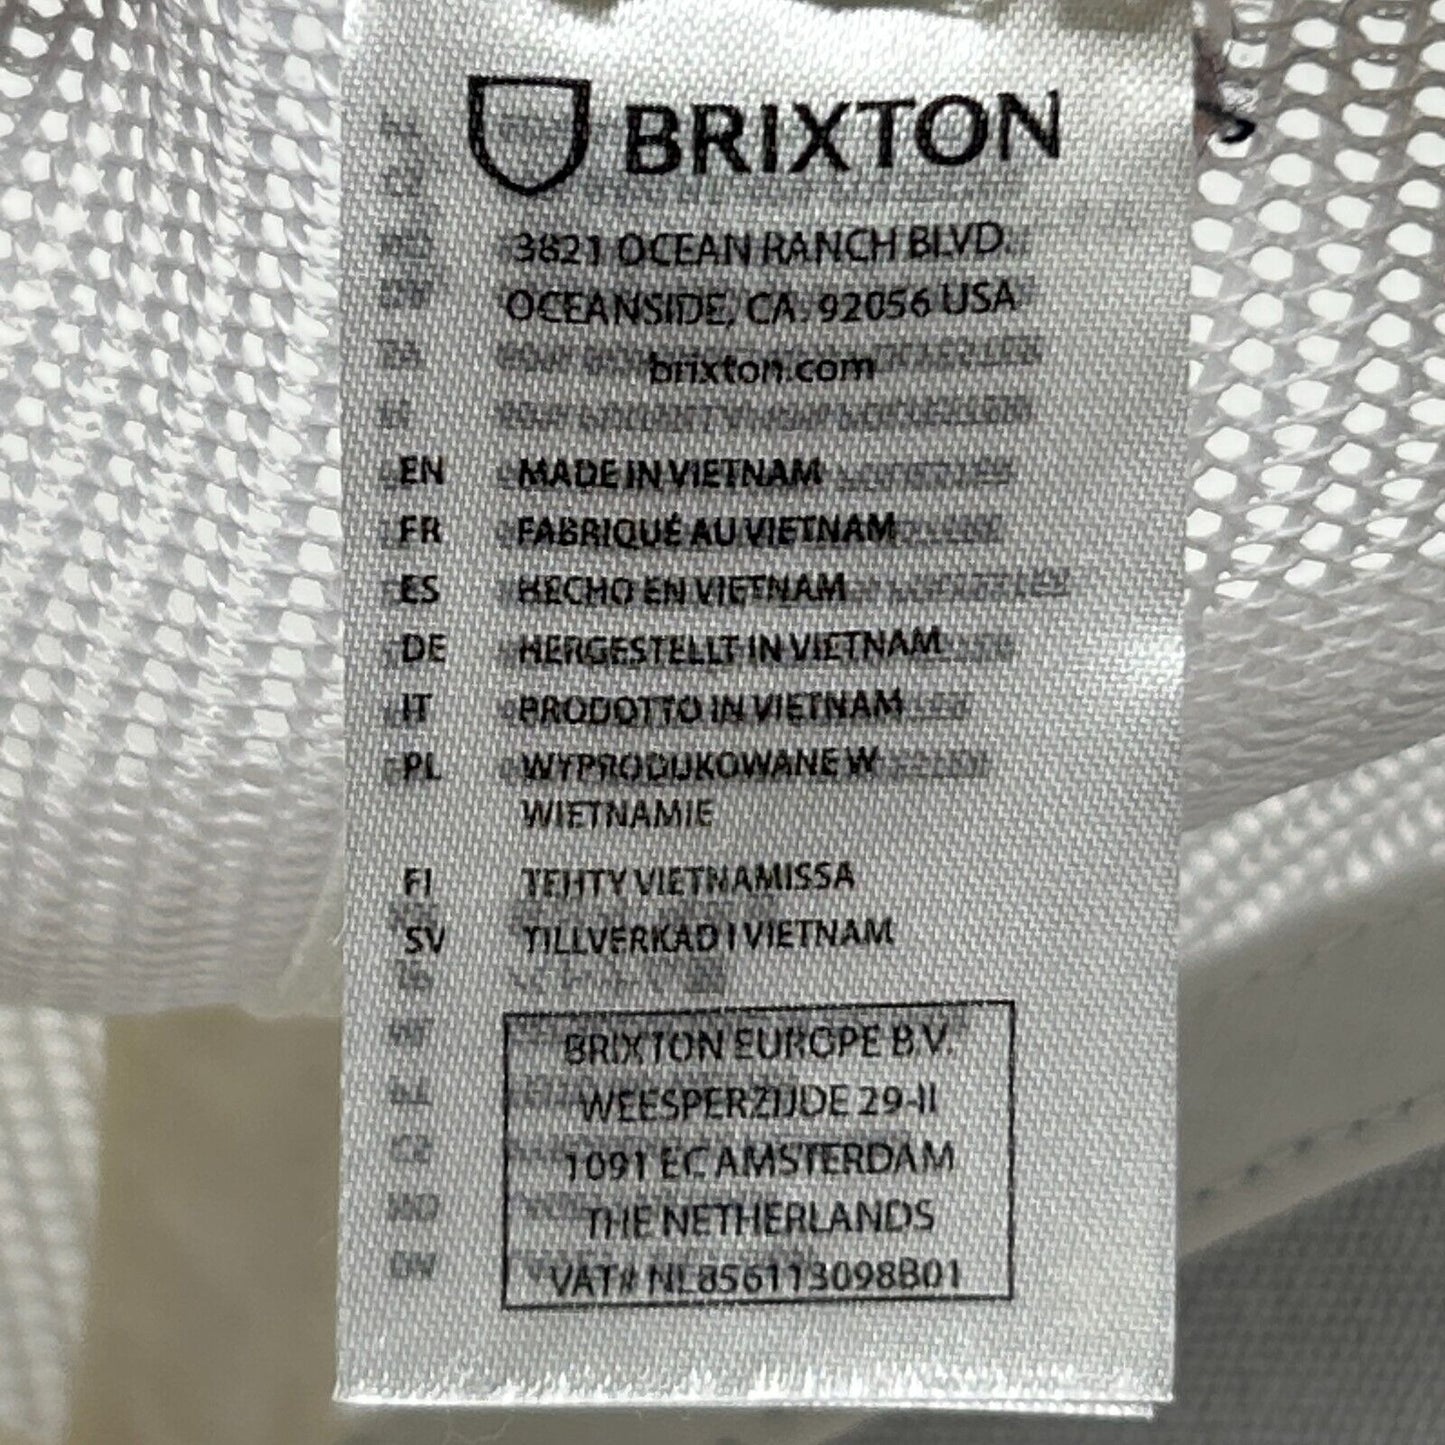 BRIXTON
3821 OCEAN RANCH BLVD.
OCEANSIDE, CA. 92056 USA
brixton.com
EN MADE IN VIETNAM
FR FABRIQUÉ AU VIETNAM
ES HECHO EN VIETNAM
DE HERGESTELLT IN VIETNAM
IT PRODOTTO IN VIETNAM
PL WYPRODUKOWANE W
WIETNAMIE
FI TEHTY VIETNAMISSA
SV TILLVERKAD I VIETNAM
BRIXTON EUROPE B.V.
WEESPERZIJDE 29-II
1091 EC AMSTERDAM
THE NETHERLANDS
VAT# NL856113098B01